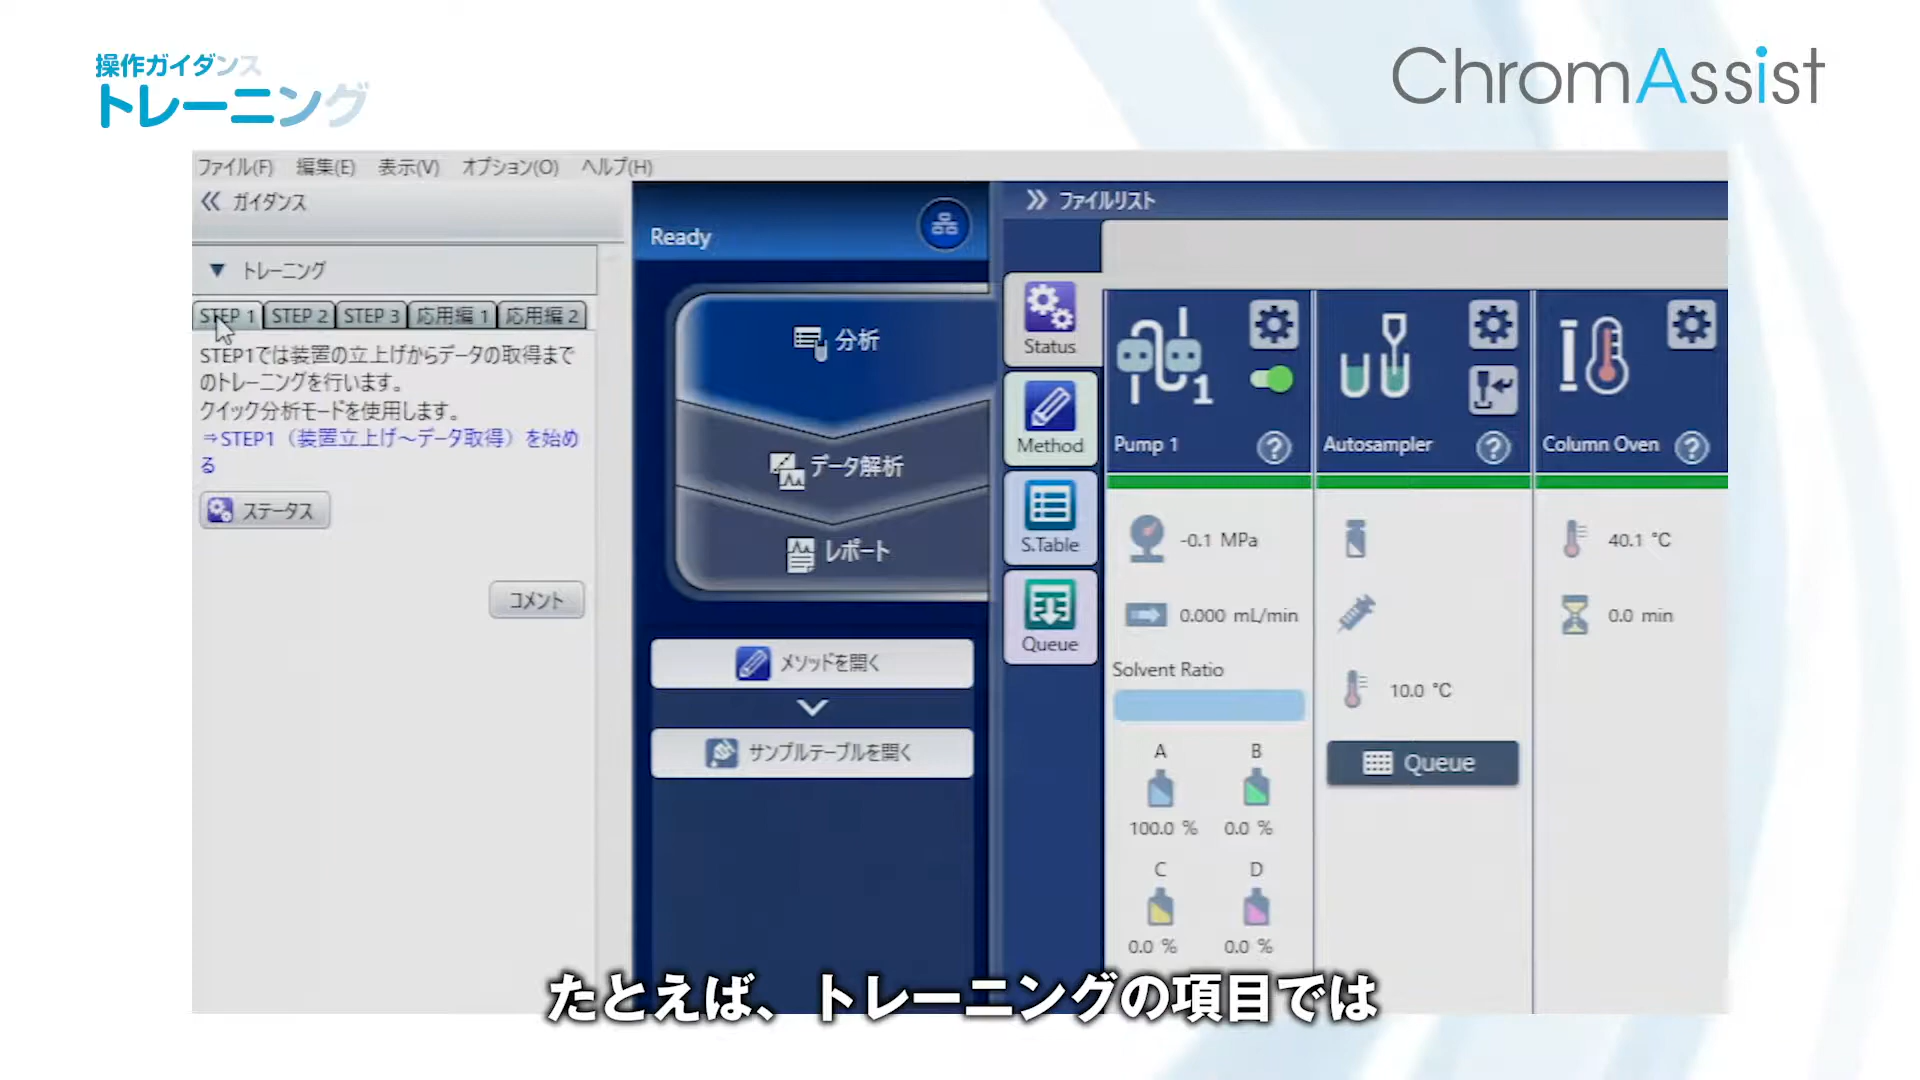 操作ガイダンス
トレーニング
ChromAssist
ファイル(F) 編集(E) 表示(V) オプション(O) ヘルプ(H)
ガイダンス
トレーニング
STEP 1 STEP 2 STEP 3 応用編 1 応用編 2
STEP1では装置の立上げからデータの取得まで
のトレーニングを行います。
クイック分析モードを使用します。
⇒STEP1（装置立上げ～データ取得）を始め
る
ステータス
コメント
Ready
分析
データ解析
レポート
メソッドを開く
サンプルテーブルを開く
ファイルリスト
Status
Method
S.Table
Queue
1
Pump 1
-0.1 MPa
0.000 mL/min
Solvent Ratio
A B
100.0 % 0.0 %
C D
0.0 % 0.0 %
Autosampler
10.0 °C
Queue
Column Oven
40.1 °C
0.0 min
たとえば、トレーニングの項目では